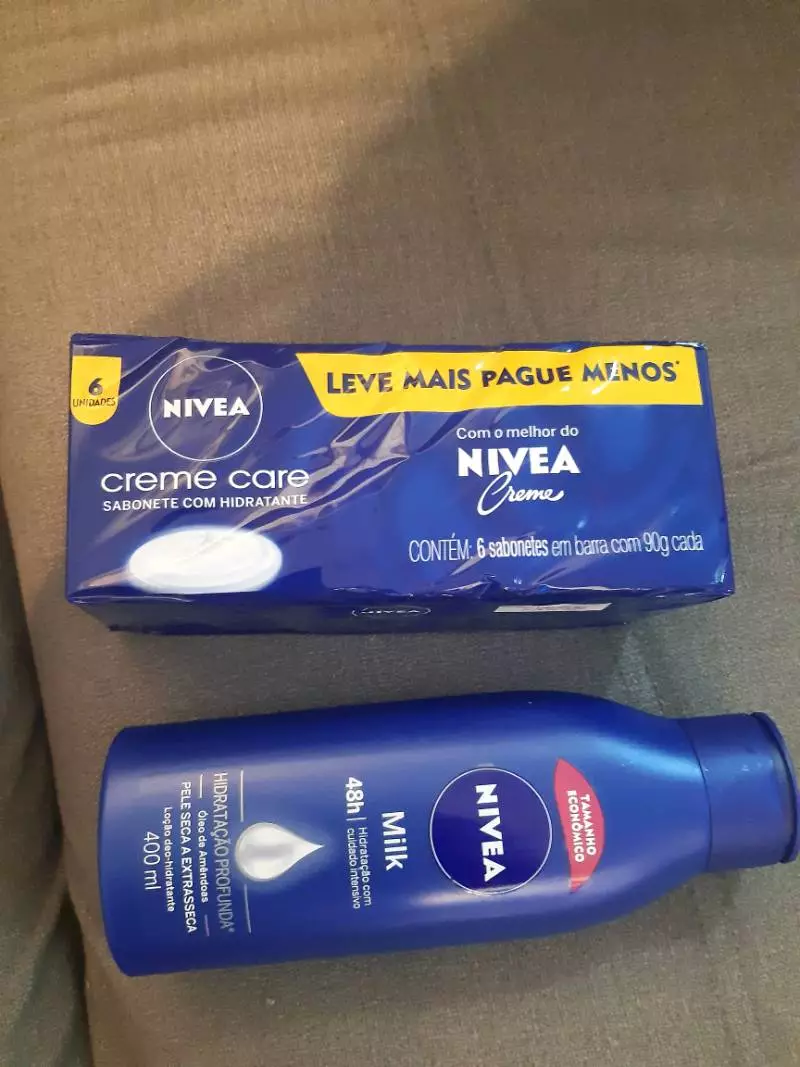 6
UNIDADES
NIVEA
creme care
SABONETE COM HIDRATANTE
LEVE MAIS PAGUE MENOS*
Com o melhor do
NIVEA
Creme
CONTÉM: 6 sabonetes em barra com 90g cada
NIVEA
TAMANHO
ECONÔMICO
NIVEA
Milk
48h | Hidratação com
cuidado intensivo
HIDRATAÇÃO PROFUNDA*
Óleo de Amêndoas
PELE SECA A EXTRASSECA
Loção deo-hidratante
400 ml